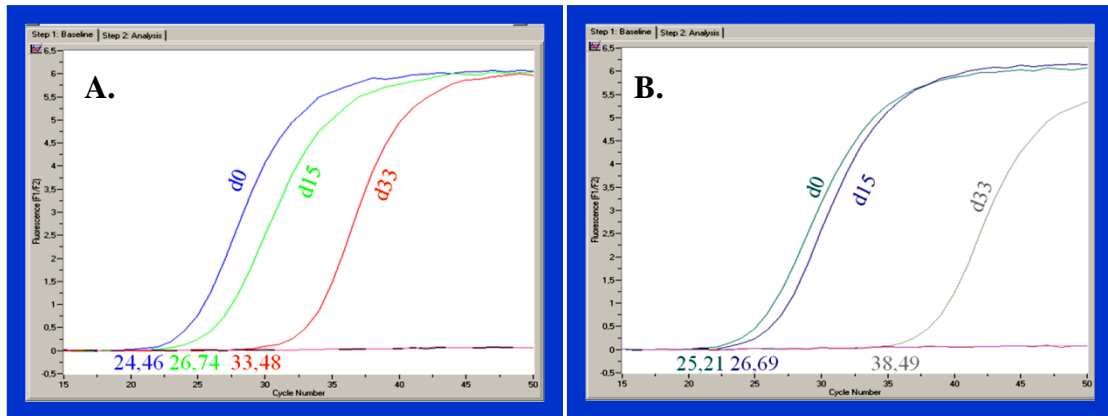 Step 1: Baseline Step 2: Analysis
A.
6,5
6
5,5
5
4,5
4
3,5
3
2,5
2
1,5
1
0,5
0
-0,5
Fluorescence (F1/F2)
d0
d15
d33
24,46 26,74 33,48
15 20 25 30 35 40 45 50
Cycle Number
Step 1: Baseline Step 2: Analysis
B.
6,5
6
5,5
5
4,5
4
3,5
3
2,5
2
1,5
1
0,5
0
-0,5
Fluorescence (F1/F2)
d0
d15
d33
25,21 26,69 38,49
15 20 25 30 35 40 45 50
Cycle Number